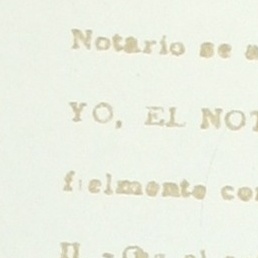 Notario se
YO, EL NOT
fielmente co